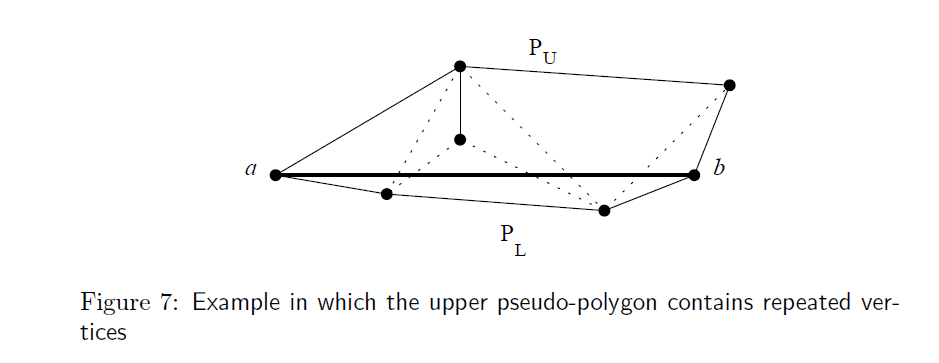 P_U
a
b
P_L
Figure 7: Example in which the upper pseudo-polygon contains repeated ver-
tices